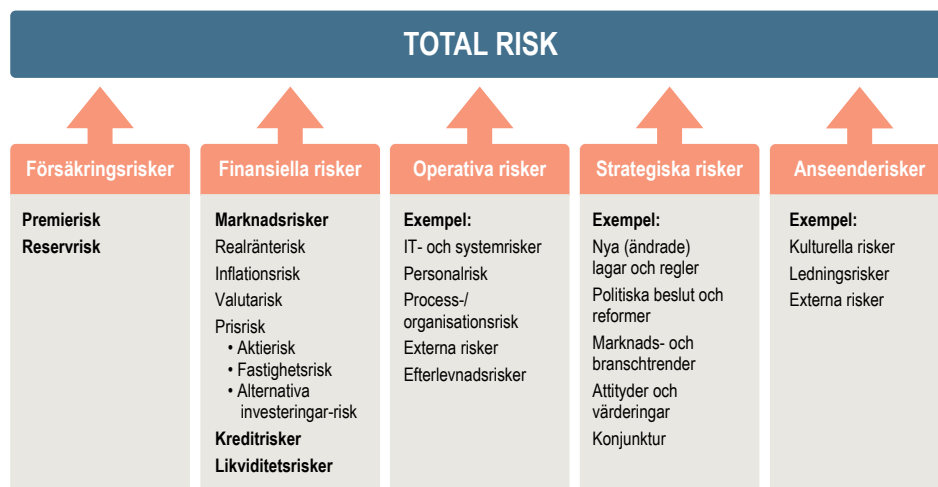 TOTAL RISK
Försäkringsrisker
Premierisk
Reservrisk
Finansiella risker
Marknadsrisker
Realränterisk
Inflationsrisk
Valutarisk
Prisrisk
• Aktierisk
• Fastighetsrisk
• Alternativa
investeringar-risk
Kreditrisker
Likviditetsrisker
Operativa risker
Exempel:
IT- och systemrisker
Personalrisk
Process-/
organisationsrisk
Externa risker
Efterlevnadsrisker
Strategiska risker
Exempel:
Nya (ändrade)
lagar och regler
Politiska beslut och
reformer
Marknads- och
branschtrender
Attityder och
värderingar
Konjunktur
Anseenderisker
Exempel:
Kulturella risker
Ledningsrisker
Externa risker